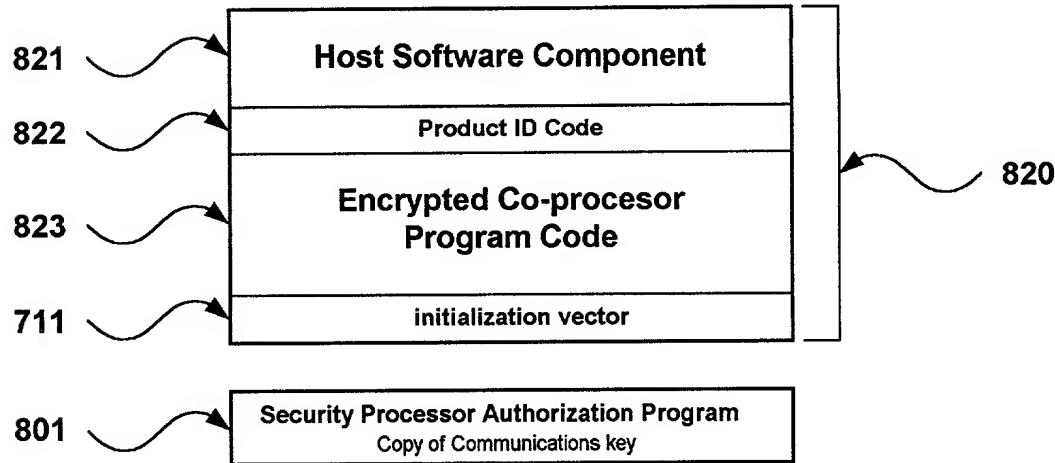 821
Host Software Component
822
Product ID Code
820
823
Encrypted Co-procesor
Program Code
711
initialization vector
801
Security Processor Authorization Program
Copy of Communications key